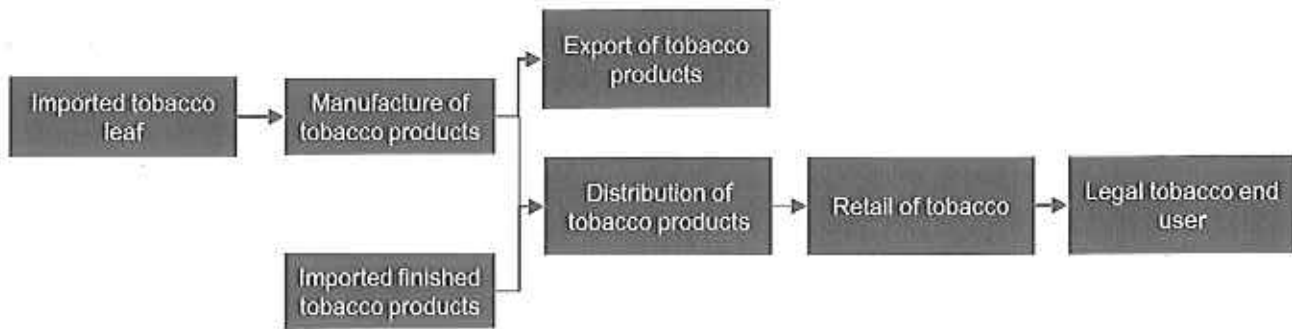 Export of tobacco
products
Imported tobacco
leaf
Manufacture of
tobacco products
Distribution of
tobacco products
Retail of tobacco
Legal tobacco end
user
Imported finished
tobacco products